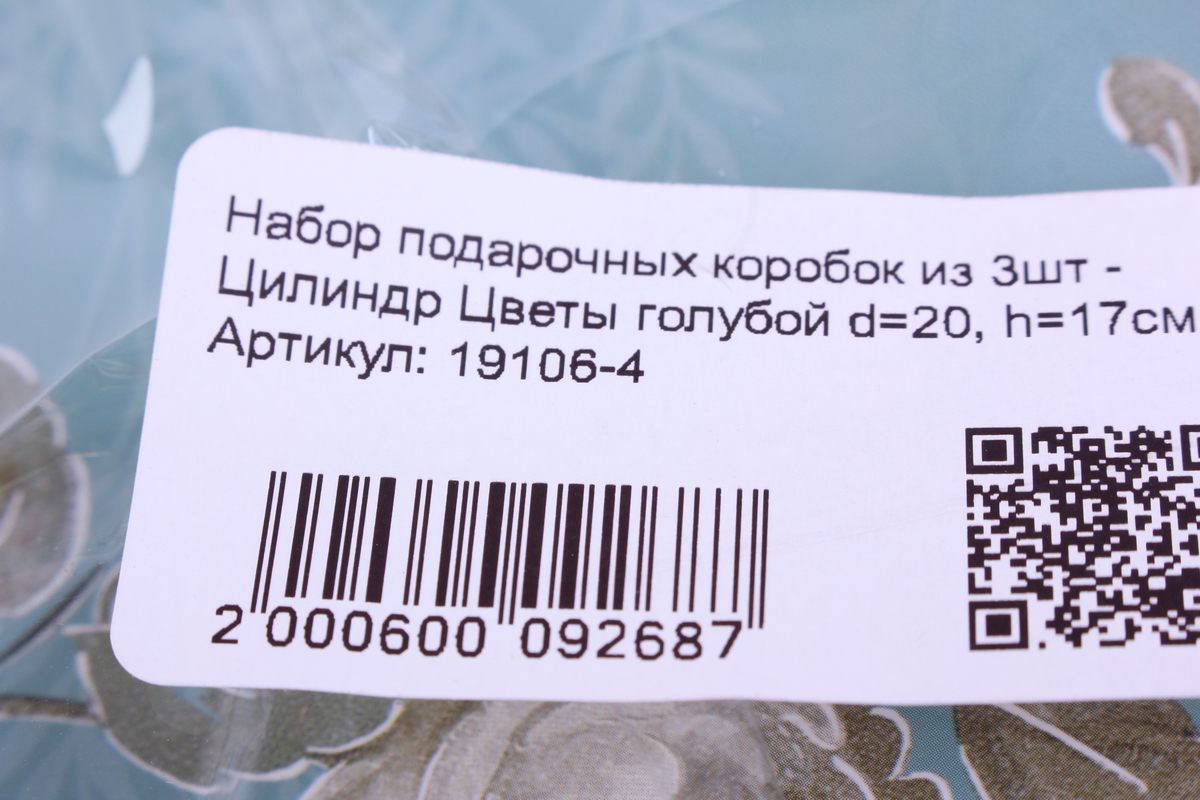 Набор подарочных коробок из 3шт -
Цилиндр Цветы голубой d=20, h=17см
Артикул: 19106-4
2 000600 092687